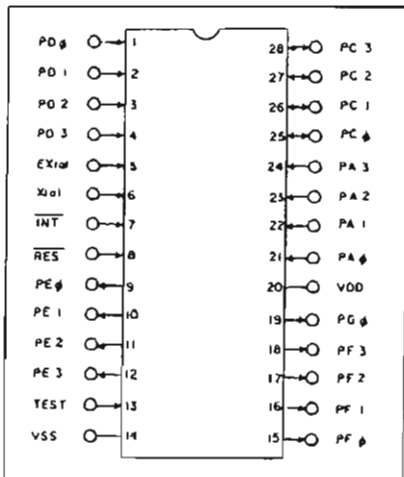 PDϕ 1 28 PC 3
PD 1 2 27 PC 2
PD 2 3 26 PC 1
PD 3 4 25 PC ϕ
EXtal 5 24 PA 3
Xtal 6 23 PA 2
INT 7 22 PA 1
RES 8 21 PA ϕ
PEϕ 9 20 VDD
PE 1 10 19 PG ϕ
PE 2 11 18 PF 3
PE 3 12 17 PF 2
TEST 13 16 PF 1
VSS 14 15 PF ϕ